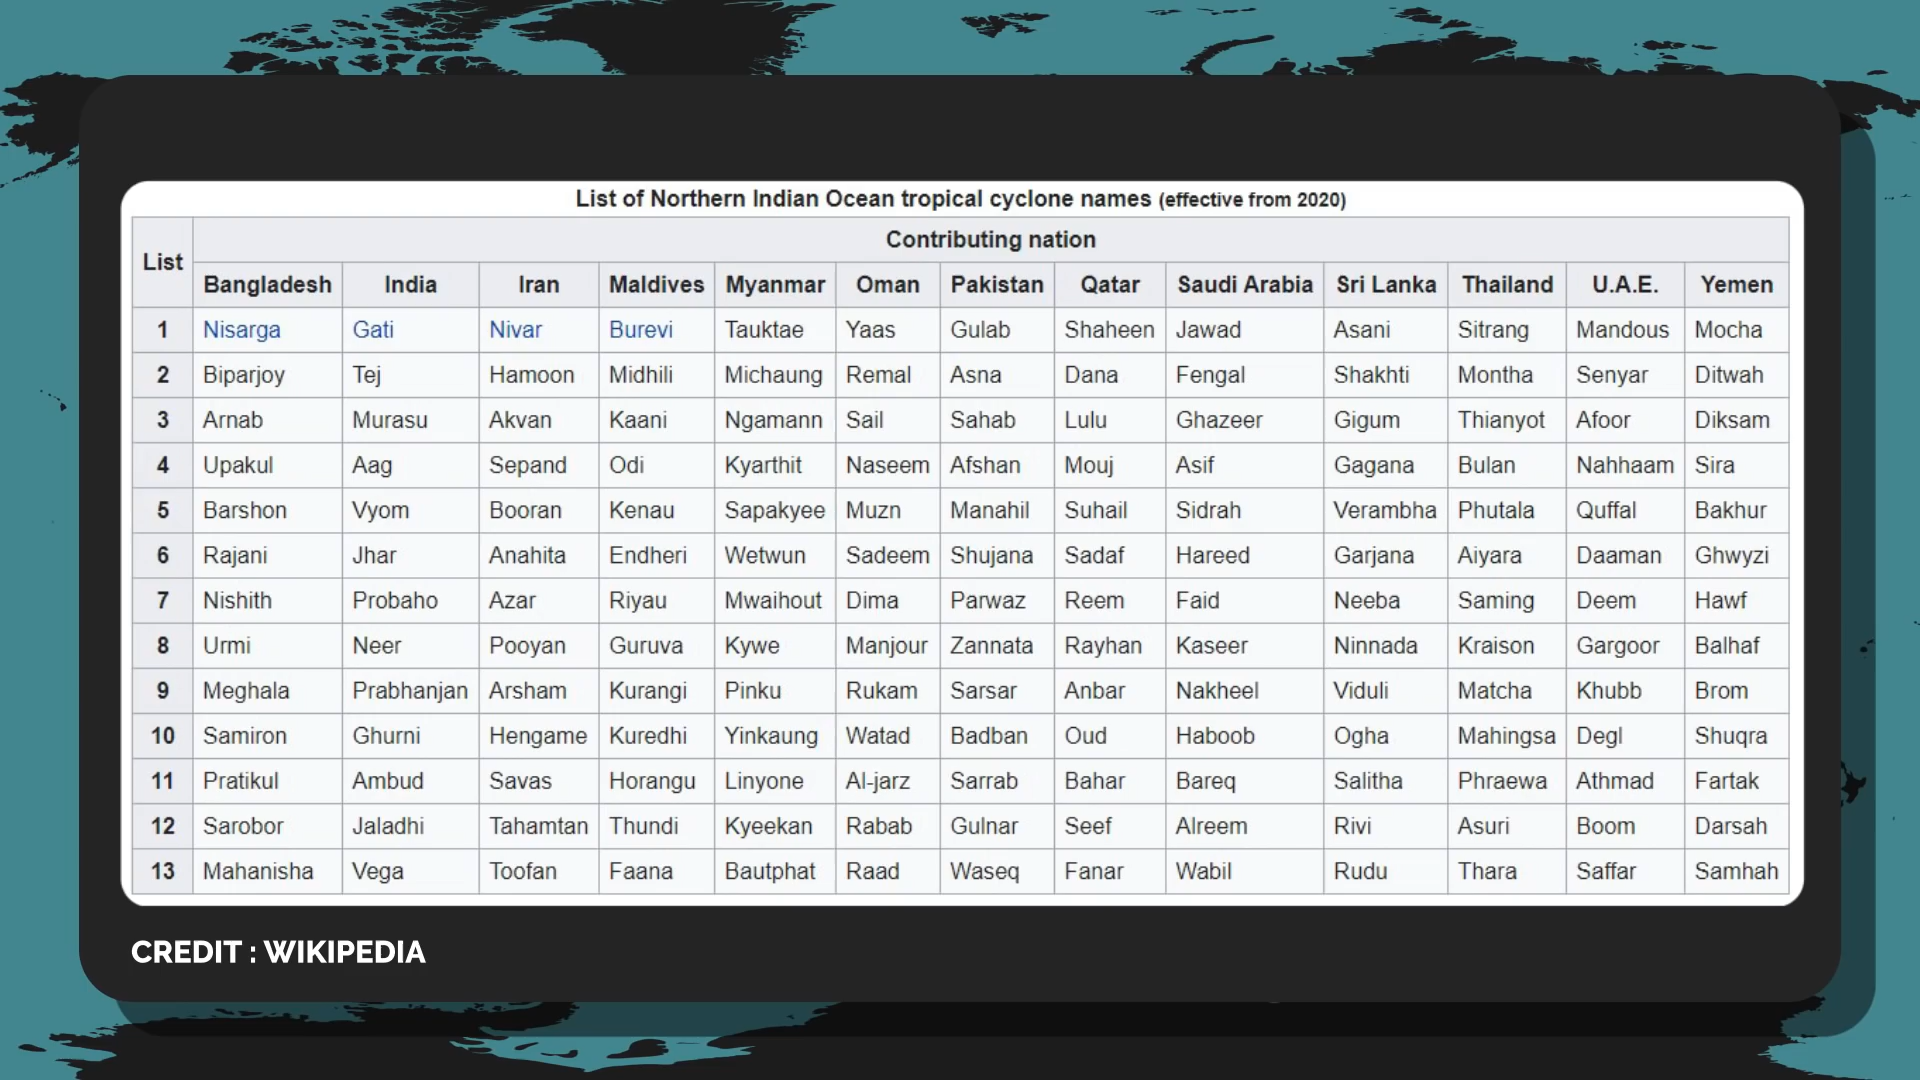 List of Northern Indian Ocean tropical cyclone names (effective from 2020)
List Contributing nation
Bangladesh India Iran Maldives Myanmar Oman Pakistan Qatar Saudi Arabia Sri Lanka Thailand U.A.E. Yemen
1 Nisarga Gati Nivar Burevi Tauktae Yaas Gulab Shaheen Jawad Asani Sitrang Mandous Mocha
2 Biparjoy Tej Hamoon Midhili Michaung Remal Asna Dana Fengal Shakhti Montha Senyar Ditwah
3 Arnab Murasu Akvan Kaani Ngamann Sail Sahab Lulu Ghazeer Gigum Thianyot Afoor Diksam
4 Upakul Aag Sepand Odi Kyarthit Naseem Afshan Mouj Asif Gagana Bulan Nahhaam Sira
5 Barshon Vyom Booran Kenau Sapakyee Muzn Manahil Suhail Sidrah Verambha Phutala Quffal Bakhur
6 Rajani Jhar Anahita Endheri Wetwun Sadeem Shujana Sadaf Hareed Garjana Aiyara Daaman Ghwyzi
7 Nishith Probaho Azar Riyau Mwaihout Dima Parwaz Reem Faid Neeba Saming Deem Hawf
8 Urmi Neer Pooyan Guruva Kywe Manjour Zannata Rayhan Kaseer Ninnada Kraison Gargoor Balhaf
9 Meghala Prabhanjan Arsham Kurangi Pinku Rukam Sarsar Anbar Nakheel Viduli Matcha Khubb Brom
10 Samiron Ghurni Hengame Kuredhi Yinkaung Watad Badban Oud Haboob Ogha Mahingsa Degl Shuqra
11 Pratikul Ambud Savas Horangu Linyone Al-jarz Sarrab Bahar Bareq Salitha Phraewa Athmad Fartak
12 Sarobor Jaladhi Tahamtan Thundi Kyeekan Rabab Gulnar Seef Alreem Rivi Asuri Boom Darsah
13 Mahanisha Vega Toofan Faana Bautphat Raad Waseq Fanar Wabil Rudu Thara Saffar Samhah
CREDIT : WIKIPEDIA